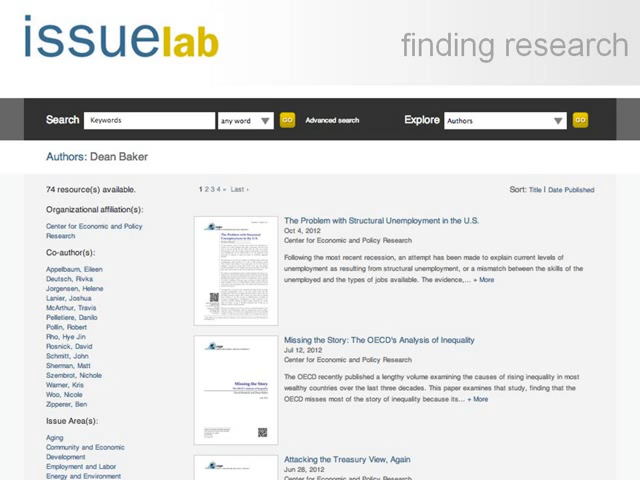 issuelab
finding research
Search
Keywords
any word
GO
Advanced search
Explore
Authors
GO
Authors: Dean Baker
74 resource(s) available.
1 2 3 4 » Last ›
Sort: Title | Date Published
Organizational affiliation(s):
Center for Economic and Policy
Research
Co-author(s):
Appelbaum, Eileen
Deutsch, Rivka
Jorgensen, Helene
Lanier, Joshua
McArthur, Travis
Pelletiere, Danilo
Pollin, Robert
Rho, Hye Jin
Rosnick, David
Schmitt, John
Sherman, Matt
Szembrot, Nichole
Warner, Kris
Woo, Nicole
Zipperer, Ben
Issue Area(s):
Aging
Community and Economic
Development
Employment and Labor
Energy and Environment
The Problem with Structural Unemployment in the U.S.
Oct 4, 2012
Center for Economic and Policy Research
Following the most recent recession, an attempt has been made to explain current levels of
unemployment as resulting from structural unemployment, or a mismatch between the skills of the
unemployed and the types of jobs available. The evidence,... + More
Missing the Story
Missing the Story: The OECD's Analysis of Inequality
Jul 12, 2012
Center for Economic and Policy Research
The OECD recently published a lengthy volume examining the causes of rising inequality in most
wealthy countries over the last three decades. This paper examines that study, finding that the
OECD misses most of the story of inequality because its... + More
Attacking the Treasury View, Again
Jun 28, 2012
Center for Economic and Policy Research